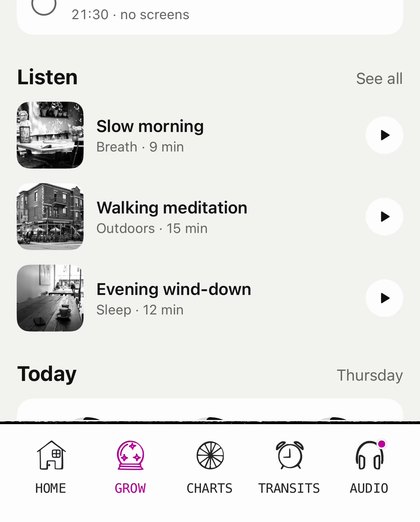 21:30 · no screens
Listen
See all
Slow morning
Breath · 9 min
Walking meditation
Outdoors · 15 min
Evening wind-down
Sleep · 12 min
Today
Thursday
HOME
GROW
CHARTS
TRANSITS
AUDIO